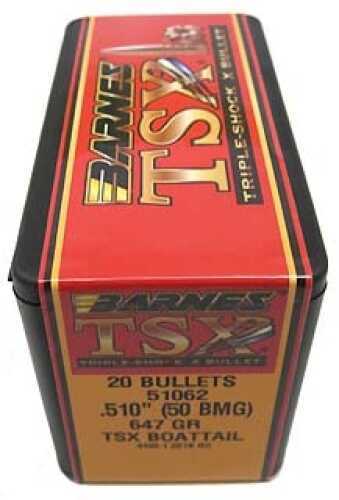 BARNES
TSX
TRIPLE-SHOCK X BULLET
BARNES
TSX
TRIPLE-SHOCK X BULLET
20 BULLETS
51062
.510" (50 BMG)
647 GR
TSX BOATTAIL